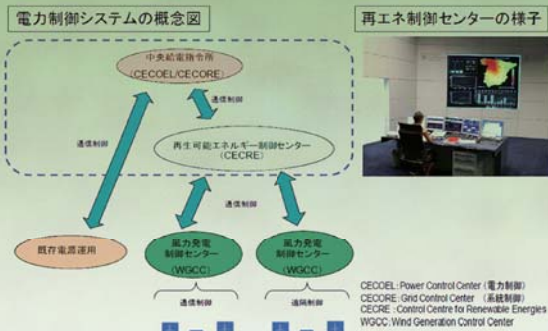 電力制御システムの概念図
再エネ制御センターの様子
中央給電指令所
(CECOEL/CECORE)
通信制御
通信制御
再生可能エネルギー制御センター
(CECRE)
通信制御
既存電源運用
風力発電
制御センター
(WGCC)
風力発電
制御センター
(WGCC)
通信制御
遠隔制御
CECOEL:Power Control Center (電力制御)
CECORE:Grid Control Center (系統制御)
CECRE:Control Centre for Renewable Energies
WGCC:Wind Generation Control Center